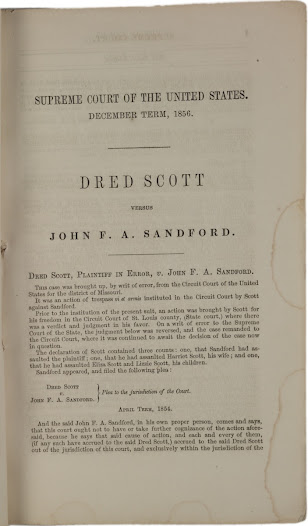 SUPREME COURT OF THE UNITED STATES.
DECEMBER TERM, 1856.
DRED SCOTT
VERSUS
JOHN F. A. SANDFORD.
DRED SCOTT, PLAINTIFF IN ERROR, v. JOHN F. A. SANDFORD.
THIS case was brought up, by writ of error, from the Circuit Court of the United
States for the district of Missouri.
It was an action of trespass vi et armis instituted in the Circuit Court by Scott
against Sandford.
Prior to the institution of the present suit, an action was brought by Scott for
his freedom in the Circuit Court of St. Louis county, (State court,) where there
was a verdict and judgment in his favor. On a writ of error to the Supreme
Court of the State, the judgment below was reversed, and the case remanded to
the Circuit Court, where it was continued to await the decision of the case now
in question.
The declaration of Scott contained three counts: one, that Sandford had as-
saulted the plaintiff; one, that he had assaulted Harriet Scott, his wife; and one,
that he had assaulted Eliza Scott and Lizzie Scott, his children.
Sandford appeared, and filed the following plea:
DRED SCOTT
v.
JOHN F. A. SANDFORD.
Plea to the jurisdiction of the Court.
APRIL TERM, 1854.
And the said John F. A. Sandford, in his own proper person, comes and says,
that this court ought not to have or take further cognizance of the action afore-
said, because he says that said cause of action, and each and every of them,
(if any such have accrued to the said Dred Scott,) accrued to the said Dred Scott
out of the jurisdiction of this court, and exclusively within the jurisdiction of the